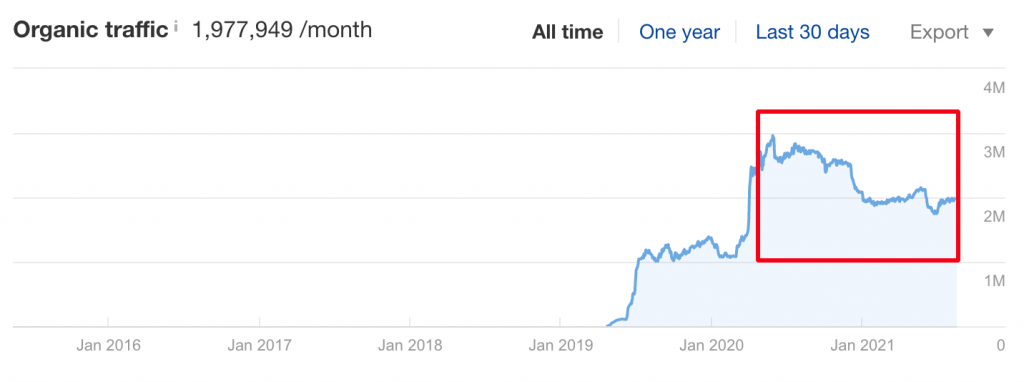 Organic traffic i 1,977,949 /month All time One year Last 30 days Export ▼
4M
3M
2M
1M
Jan 2016 Jan 2017 Jan 2018 Jan 2019 Jan 2020 Jan 2021 0